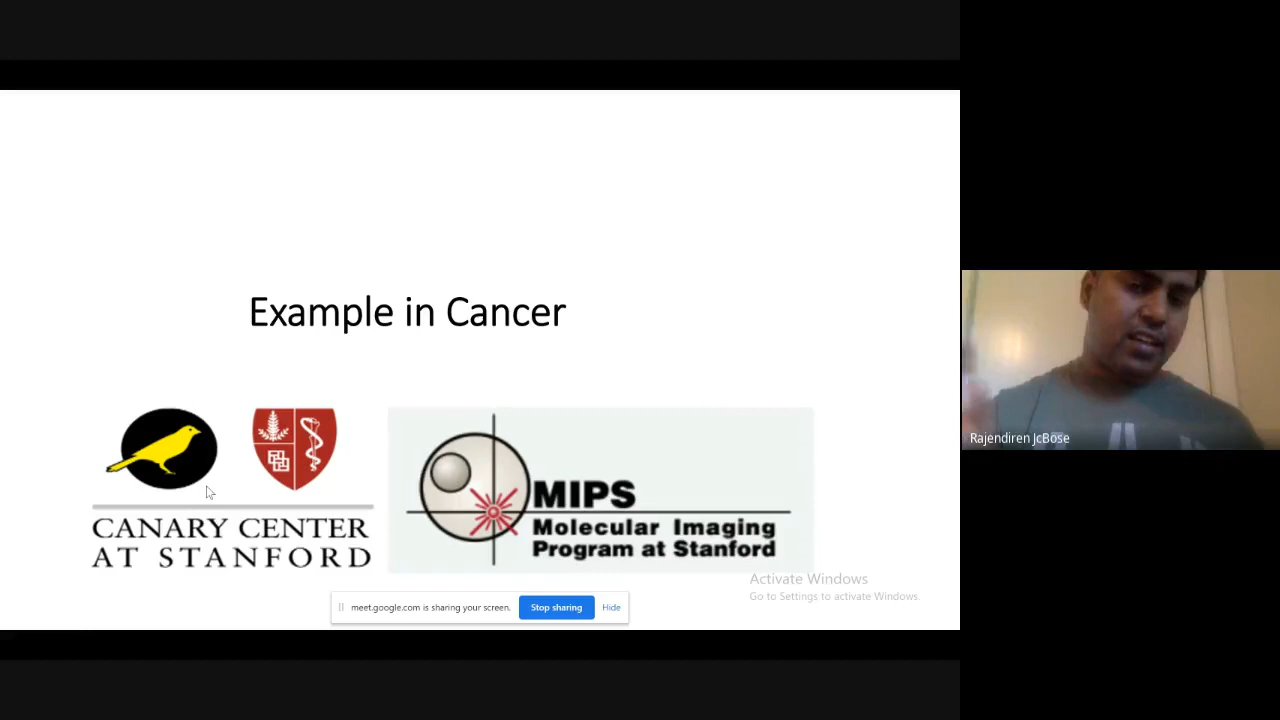 Example in Cancer
CANARY CENTER
AT STANFORD
MIPS
Molecular Imaging
Program at Stanford
Activate Windows
Go to Settings to activate Windows.
meet.google.com is sharing your screen.
Stop sharing
Hide
Rajendiren JcBose